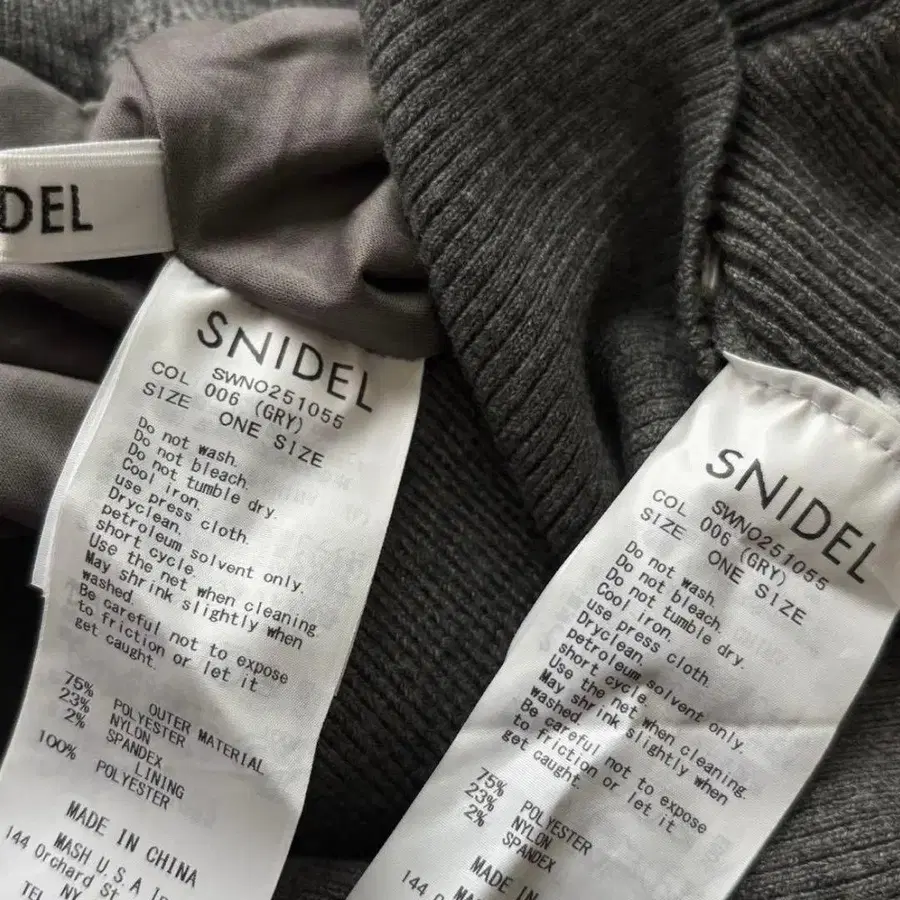 DEL
SNIDEL
SWNO251055
COL 006 (GRY)
SIZE ONE SIZE
Do not wash.
Do not bleach.
Do not tumble dry.
Cool iron.
use press cloth.
Dryclean.
petroleum solvent only.
short cycle.
Use the net when cleaning.
May shrink slightly when
washed.
Be careful not to expose
to friction or let it
get caught.
OUTER MATERIAL
75% POLYESTER
23% NYLON
2% SPANDEX
LINING
100% POLYESTER
MADE IN CHINA
MASH U.S.A
144 Orchard St
TEL NY
SNIDEL
SWNO251055
COL 006 (GRY)
SIZE ONE SIZE
Do not wash.
Do not bleach.
Do not tumble dry.
Cool iron.
use press cloth.
Dryclean.
petroleum solvent only.
short cycle.
Use the net when cleaning.
May shrink slightly when
washed.
Be careful not to expose
to friction or let it
get caught.
75% POLYESTER
23% NYLON
2% SPANDEX
MADE IN
144